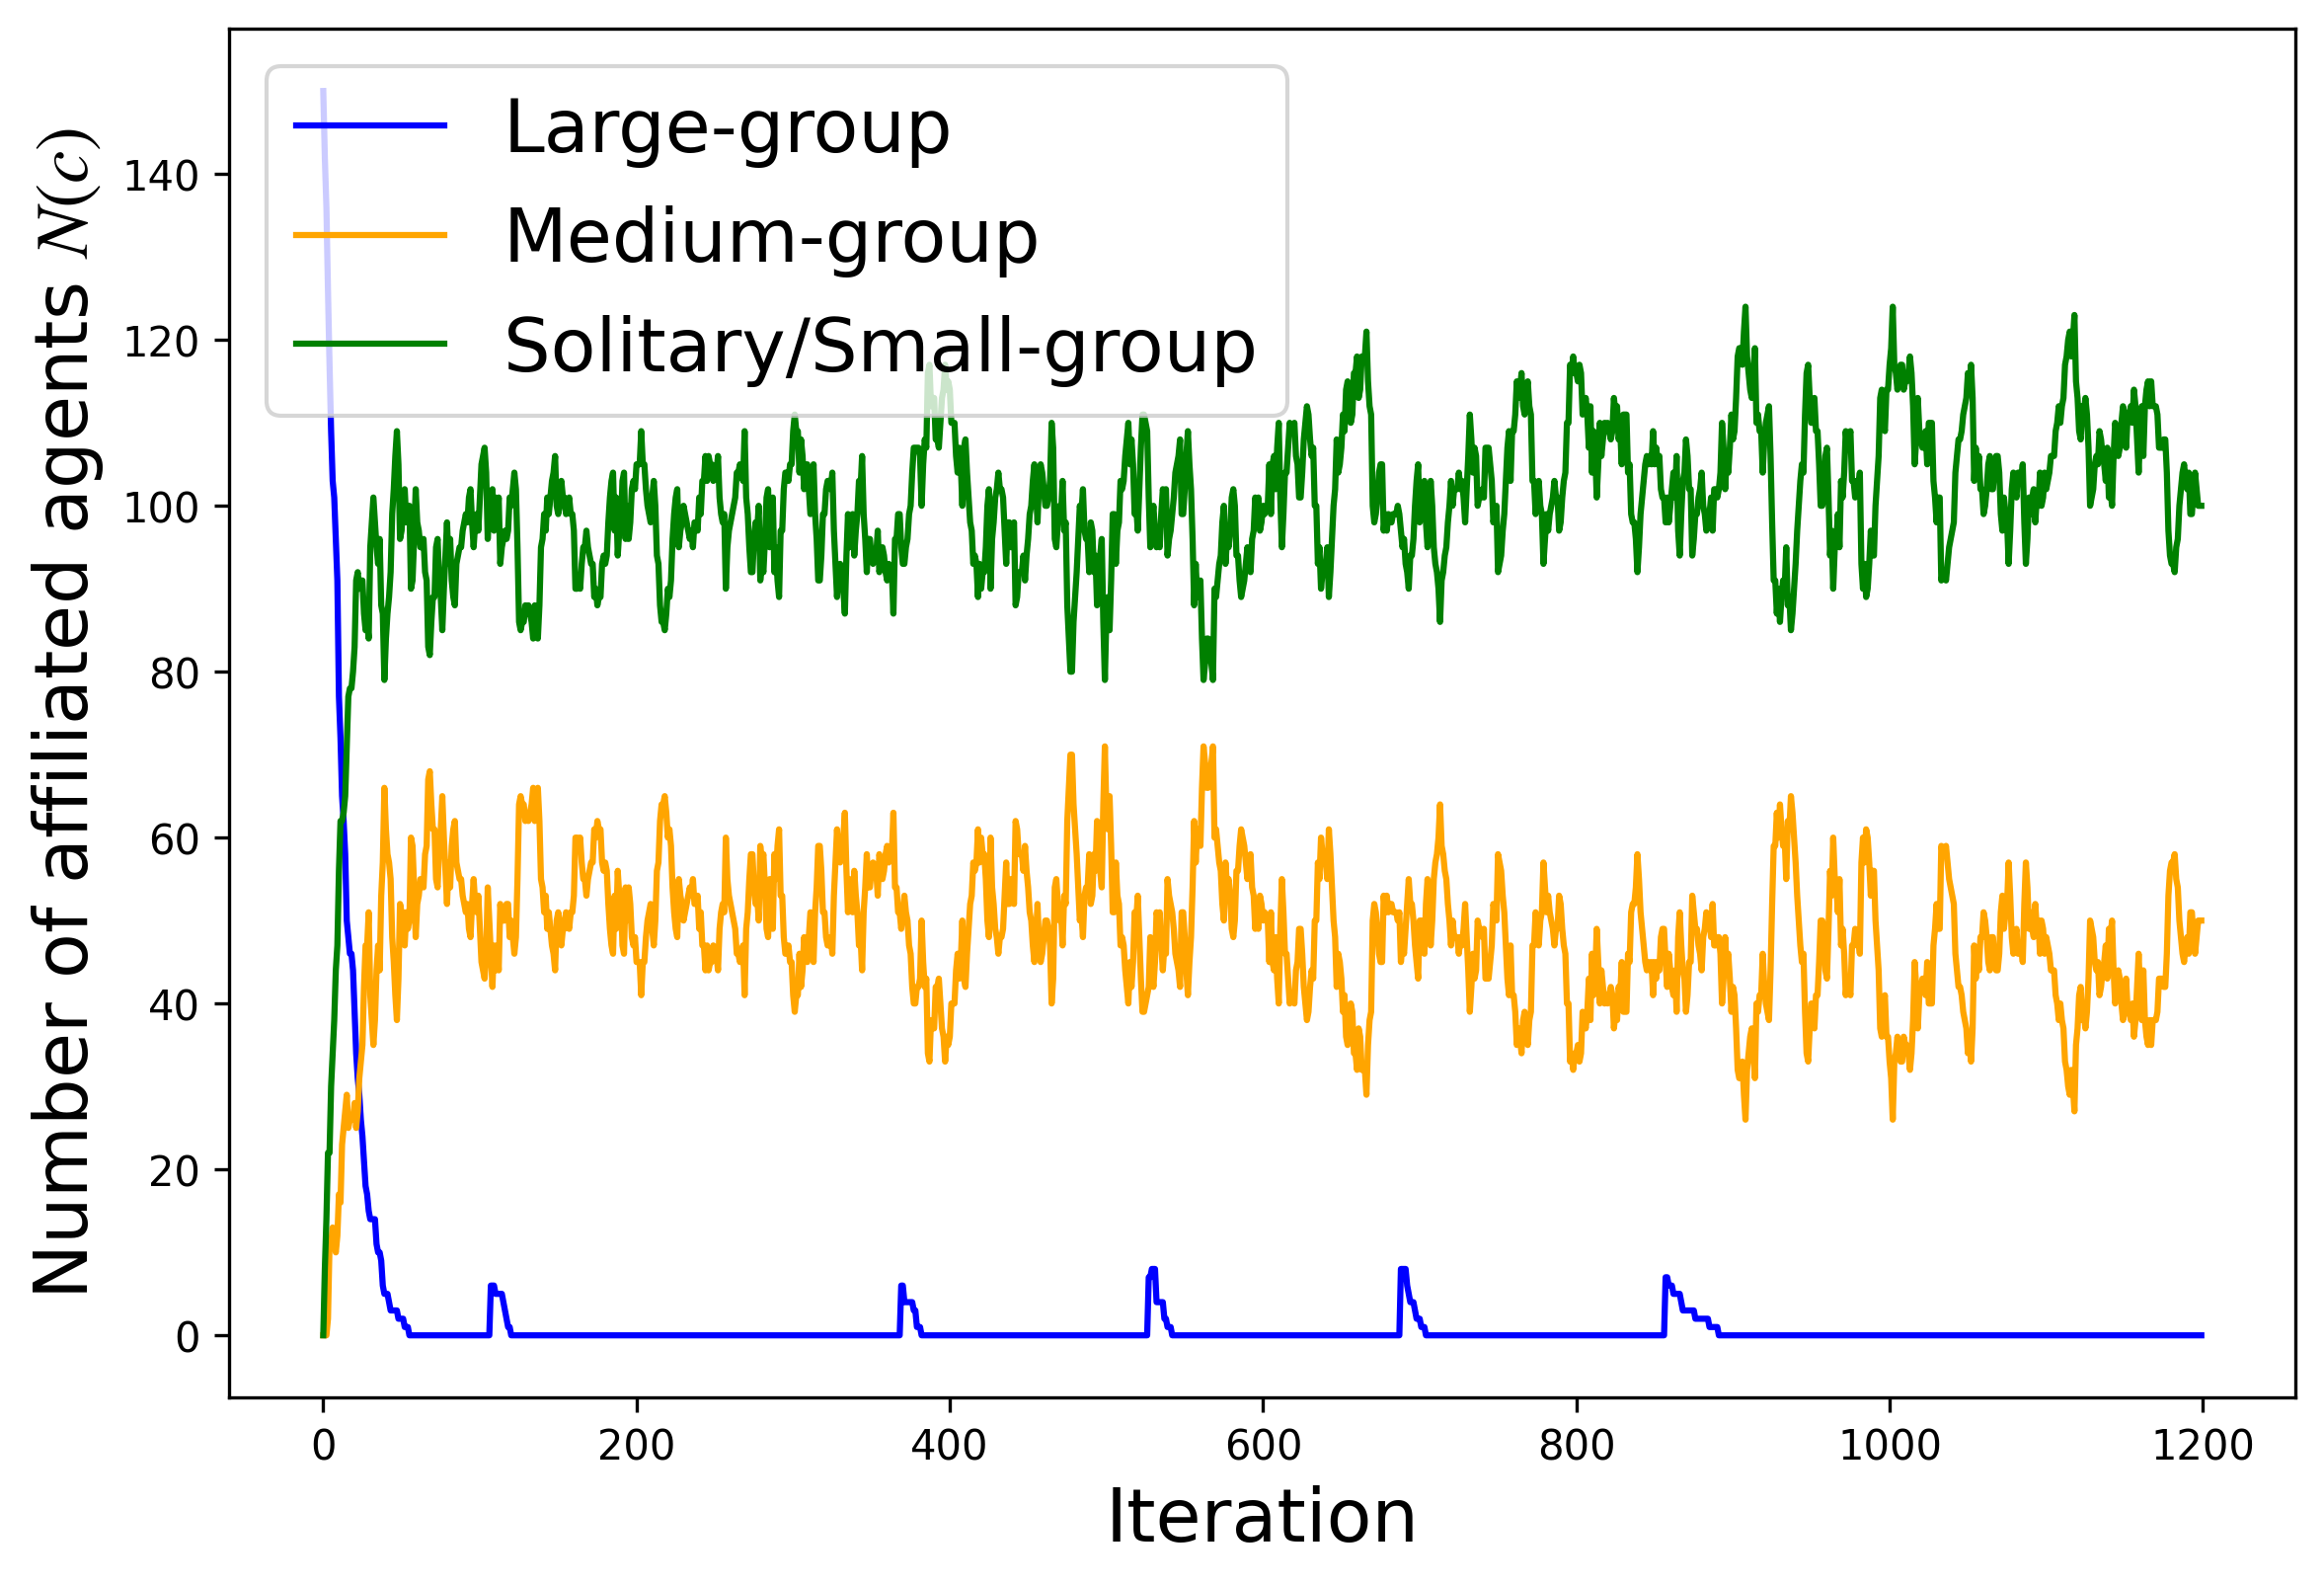 Number of affiliated agents N(c)
140
120
100
80
60
40
20
0
Large-group
Medium-group
Solitary/Small-group
0 200 400 600 800 1000 1200
Iteration